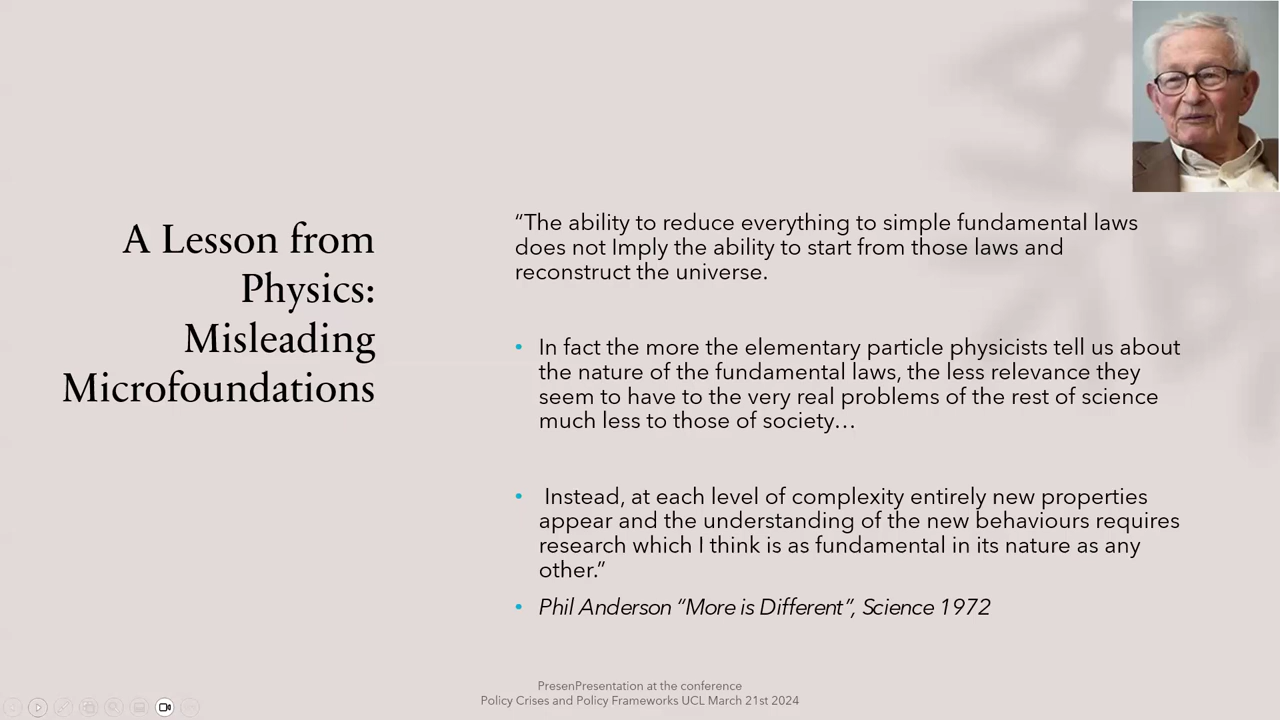 A Lesson from
Physics:
Misleading
Microfoundations
“The ability to reduce everything to simple fundamental laws
does not Imply the ability to start from those laws and
reconstruct the universe.
• In fact the more the elementary particle physicists tell us about
the nature of the fundamental laws, the less relevance they
seem to have to the very real problems of the rest of science
much less to those of society…
• Instead, at each level of complexity entirely new properties
appear and the understanding of the new behaviours requires
research which I think is as fundamental in its nature as any
other.”
• Phil Anderson “More is Different”, Science 1972
PresenPresentation at the conference
Policy Crises and Policy Frameworks UCL March 21st 2024